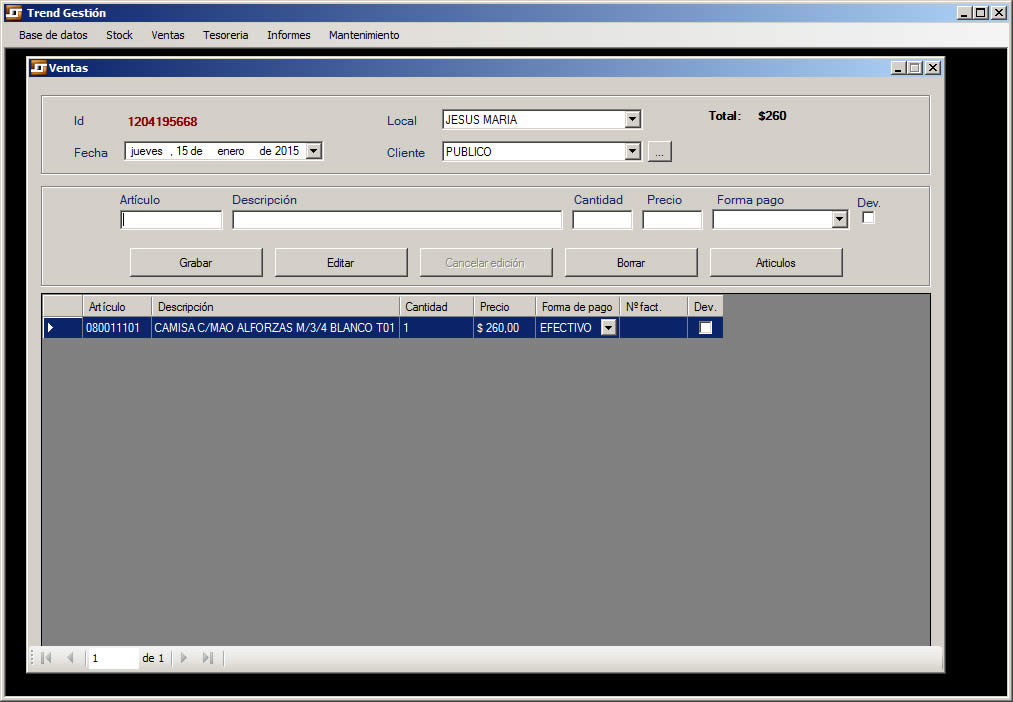 Trend Gestión
Base de datos Stock Ventas Tesoreria Informes Mantenimiento
Ventas
Id 1204195668 Local JESUS MARIA Total: $260
Fecha jueves , 15 de enero de 2015 Cliente PUBLICO ...
Artículo Descripción Cantidad Precio Forma pago Dev.
Grabar Editar Cancelar edición Borrar Articulos
Artículo Descripción Cantidad Precio Forma de pago Nº fact. Dev.
080011101 CAMISA C/MAO ALFORZAS M/3/4 BLANCO T01 1 $ 260,00 EFECTIVO
1 de 1